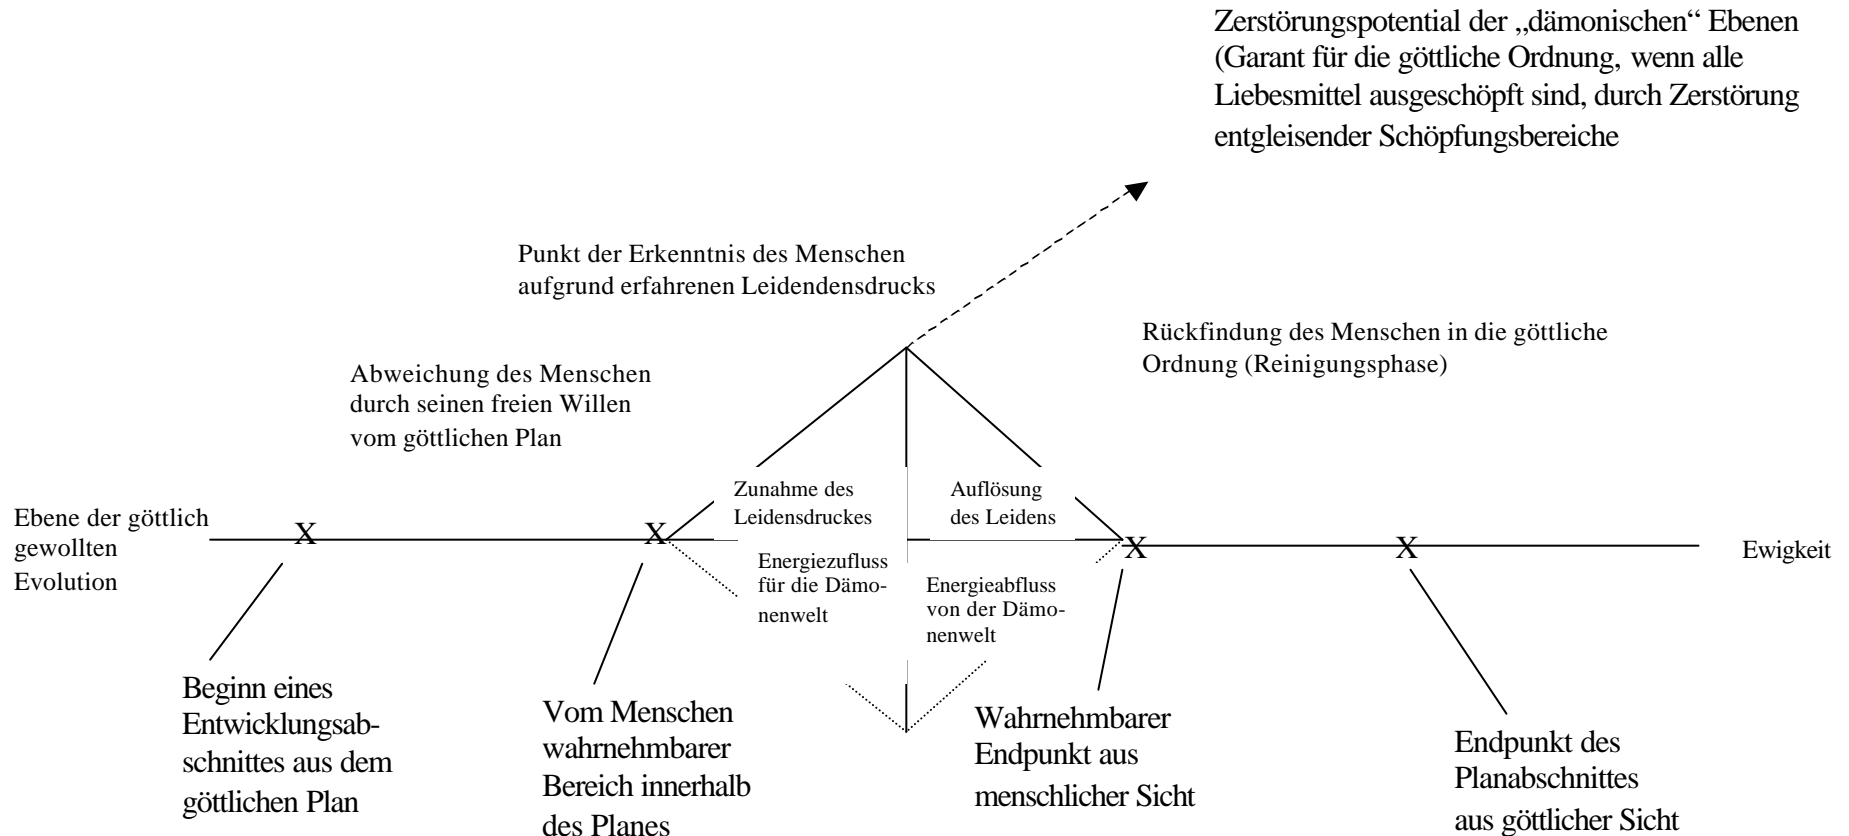 Zerstörungspotential der „dämonischen“ Ebenen
(Garant für die göttliche Ordnung, wenn alle
Liebesmittel ausgeschöpft sind, durch Zerstörung
entgleisender Schöpfungsbereiche
Punkt der Erkenntnis des Menschen
aufgrund erfahrenen Leidendensdrucks
Rückfindung des Menschen in die göttliche
Ordnung (Reinigungsphase)
Abweichung des Menschen
durch seinen freien Willen
vom göttlichen Plan
Zunahme des
Leidensdruckes
Auflösung
des Leidens
Ebene der göttlich
gewollten
Evolution
X
X
X
X
Ewigkeit
Energiezufluss
für die Dämo-
nenwelt
Energieabfluss
von der Dämo-
nenwelt
Beginn eines
Entwicklungsab-
schnittes aus dem
göttlichen Plan
Vom Menschen
wahrnehmbarer
Bereich innerhalb
des Planes
Wahrnehmbarer
Endpunkt aus
menschlicher Sicht
Endpunkt des
Planabschnittes
aus göttlicher Sicht